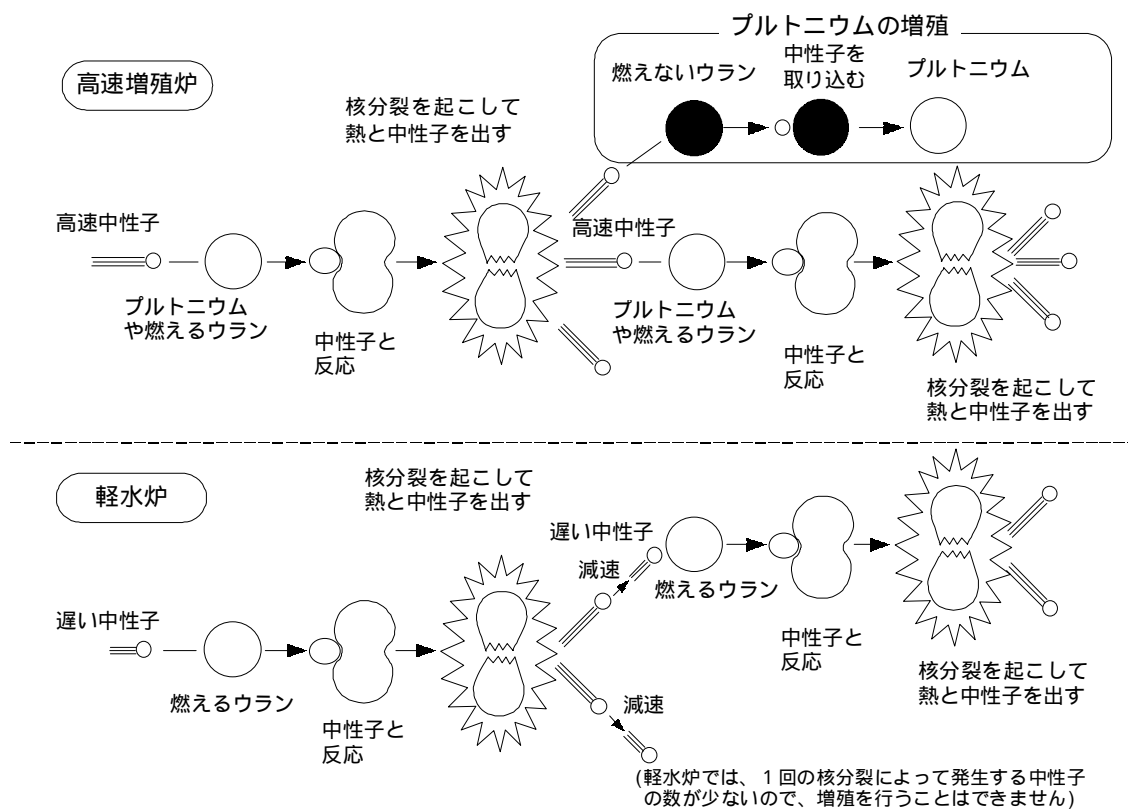 プルトニウムの増殖
高速増殖炉
燃えないウラン
中性子を
取り込む
プルトニウム
核分裂を起こして
熱と中性子を出す
高速中性子
プルトニウム
や燃えるウラン
中性子と
反応
高速中性子
プルトニウム
や燃えるウラン
中性子と
反応
核分裂を起こして
熱と中性子を出す
軽水炉
核分裂を起こして
熱と中性子を出す
遅い中性子
減速
燃えるウラン
遅い中性子
燃えるウラン
中性子と
反応
減速
中性子と
反応
核分裂を起こして
熱と中性子を出す
(軽水炉では、１回の核分裂によって発生する中性子
の数が少ないので、増殖を行うことはできません)